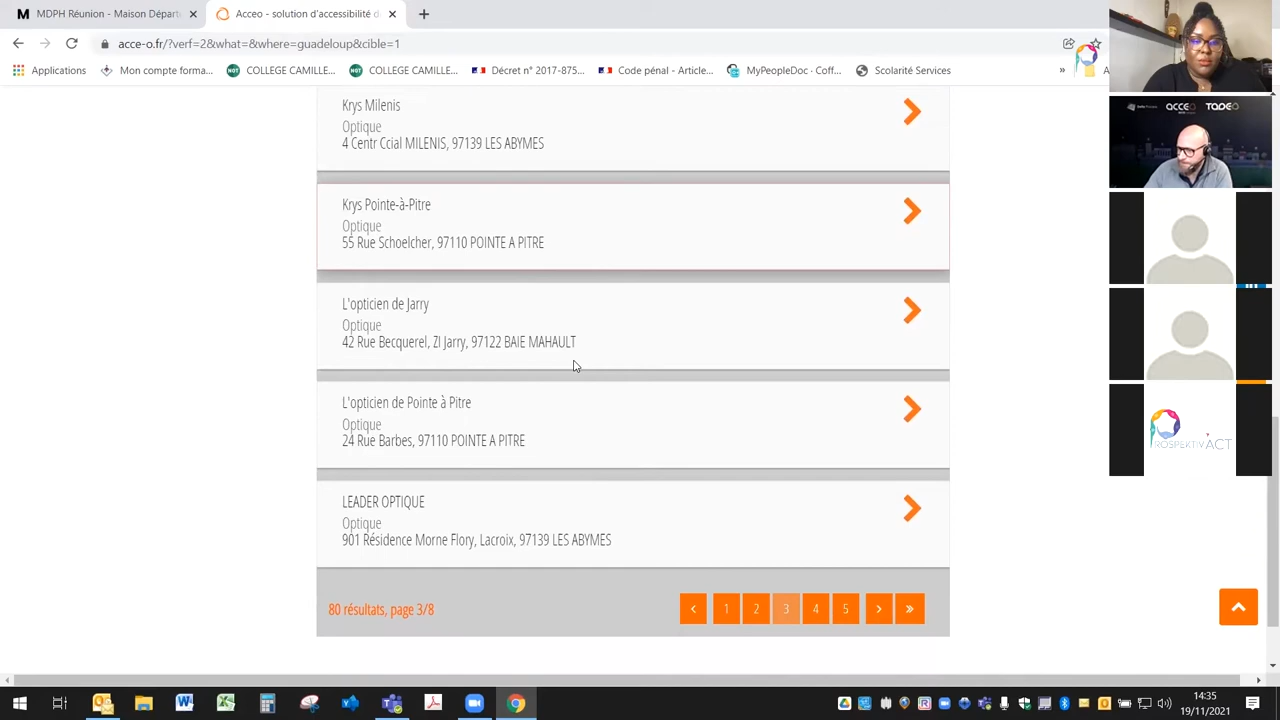 MDPH Réunion - Maison Départ
Acceo - solution d'accessibilité d
acce-o.fr/?verf=2&what=&where=guadeloup&cible=1
Applications
Mon compte forma...
COLLEGE CAMILLE...
COLLEGE CAMILLE...
Décret n° 2017-875...
Code pénal - Article...
MyPeopleDoc · Coff...
Scolarité Services
»
Krys Milenis
Optique
4 Centr Ccial MILENIS, 97139 LES ABYMES
Krys Pointe-à-Pitre
Optique
55 Rue Schoelcher, 97110 POINTE A PITRE
L'opticien de Jarry
Optique
42 Rue Becquerel, ZI Jarry, 97122 BAIE MAHAULT
L'opticien de Pointe à Pitre
Optique
24 Rue Barbes, 97110 POINTE A PITRE
LEADER OPTIQUE
Optique
901 Résidence Morne Flory, Lacroix, 97139 LES ABYMES
80 résultats, page 3/8
1 2 3 4 5
ACCEO
TADEO
PROSPEKTIV'ACT
14:35
19/11/2021